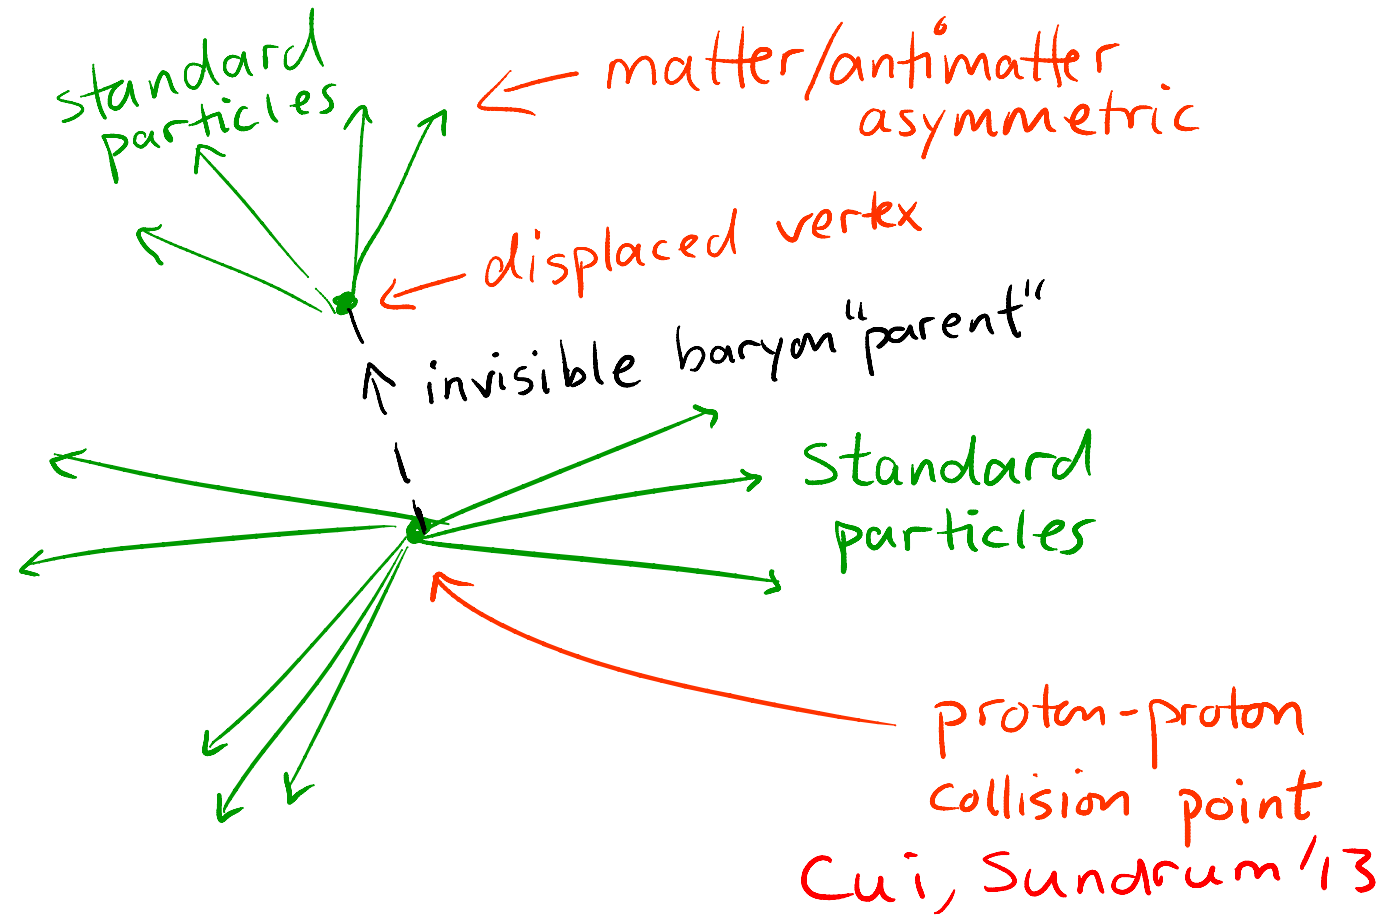 standard
particles
matter/antimatter
asymmetric
displaced vertex
invisible baryon "parent"
Standard
particles
proton-proton
collision point
Cui, Sundrum '13